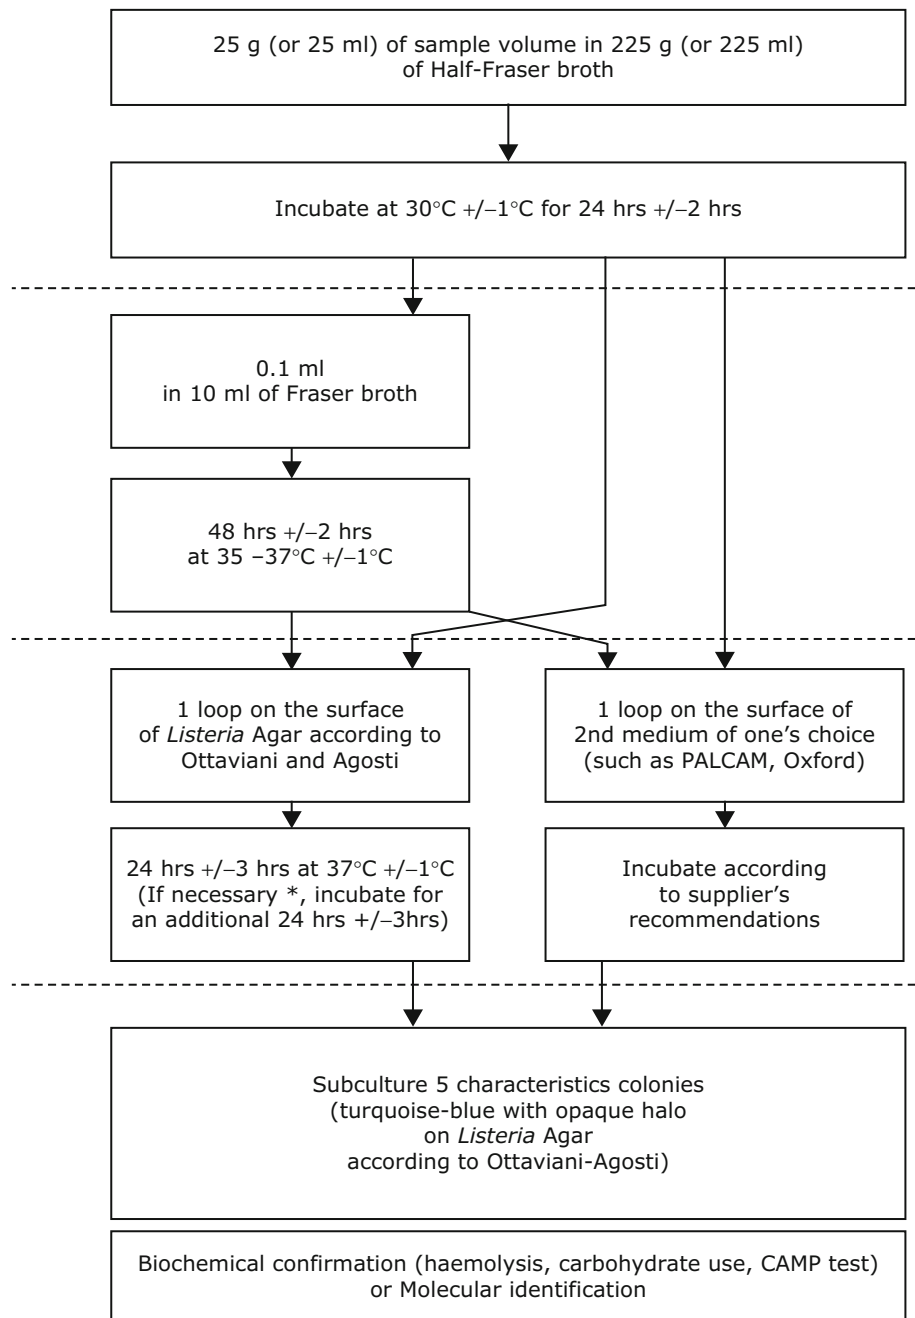 25 g (or 25 ml) of sample volume in 225 g (or 225 ml)
of Half-Fraser broth
Incubate at 30°C +/−1°C for 24 hrs +/−2 hrs
0.1 ml
in 10 ml of Fraser broth
48 hrs +/−2 hrs
at 35 –37°C +/−1°C
1 loop on the surface
of Listeria Agar according to
Ottaviani and Agosti
1 loop on the surface of
2nd medium of one’s choice
(such as PALCAM, Oxford)
24 hrs +/−3 hrs at 37°C +/−1°C
(If necessary *, incubate for
an additional 24 hrs +/−3hrs)
Incubate according
to supplier’s
recommendations
Subculture 5 characteristics colonies
(turquoise-blue with opaque halo
on Listeria Agar
according to Ottaviani-Agosti)
Biochemical confirmation (haemolysis, carbohydrate use, CAMP test)
or Molecular identification